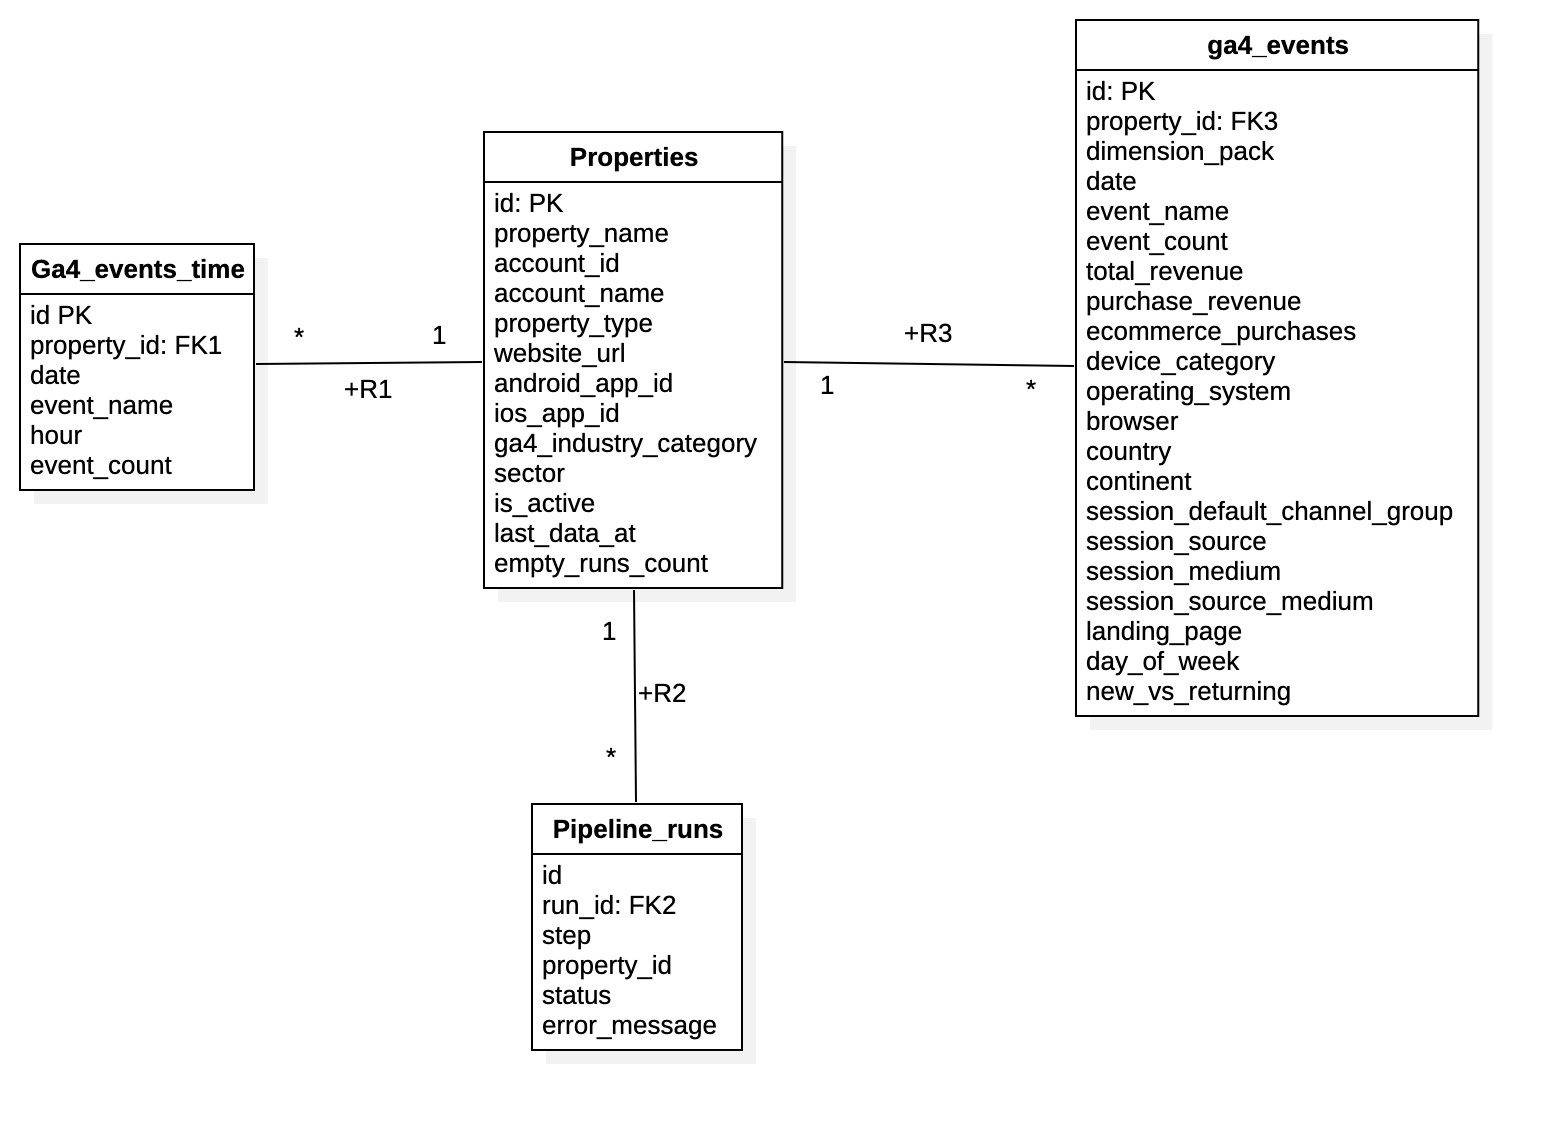 Ga4_events_time
id PK
property_id: FK1
date
event_name
hour
event_count
*
1
+R1
Properties
id: PK
property_name
account_id
account_name
property_type
website_url
android_app_id
ios_app_id
ga4_industry_category
sector
is_active
last_data_at
empty_runs_count
+R3
1
*
ga4_events
id: PK
property_id: FK3
dimension_pack
date
event_name
event_count
total_revenue
purchase_revenue
ecommerce_purchases
device_category
operating_system
browser
country
continent
session_default_channel_group
session_source
session_medium
session_source_medium
landing_page
day_of_week
new_vs_returning
1
+R2
*
Pipeline_runs
id
run_id: FK2
step
property_id
status
error_message